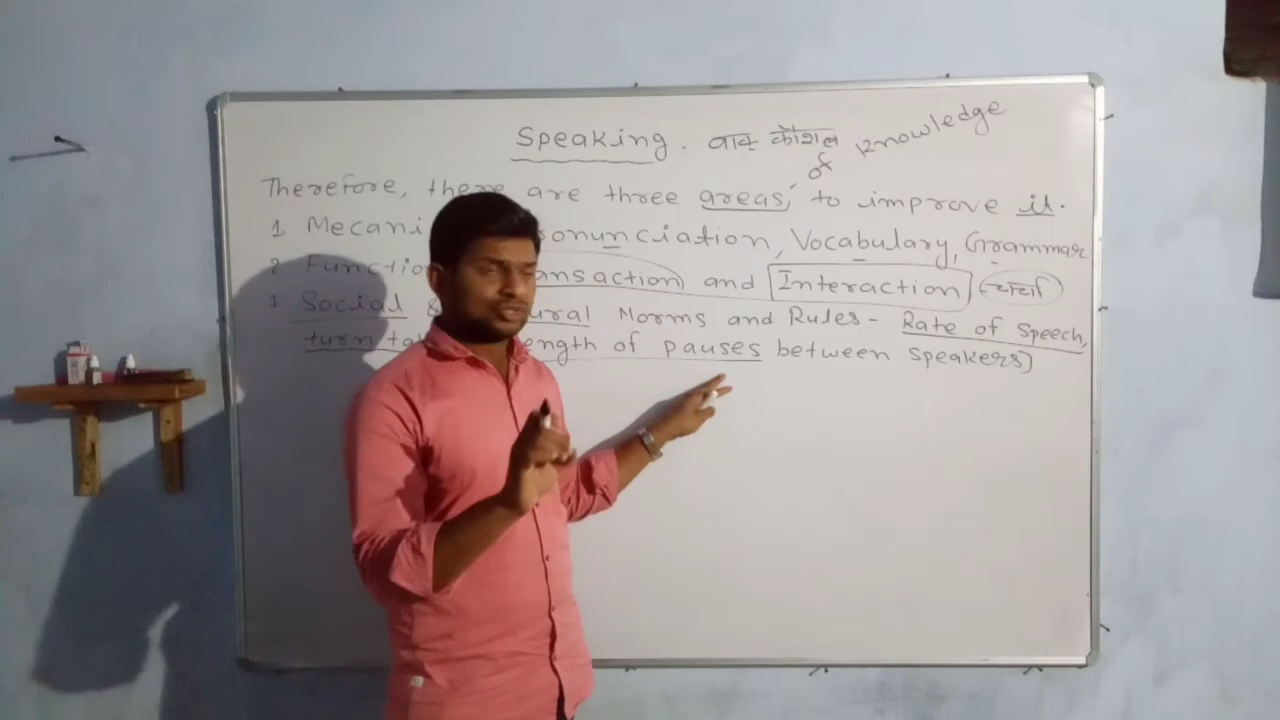 Speaking. वाक् कौशल
of knowledge
Therefore, there are three areas, to improve it.
1 Mecani onunciation, Vocabulary, Grammar
2 Functio ansaction) and Interaction (चर्चा)
3 Social & ural Norms and Rules - Rate of Speech,
turn ta ength of pauses between speakers)